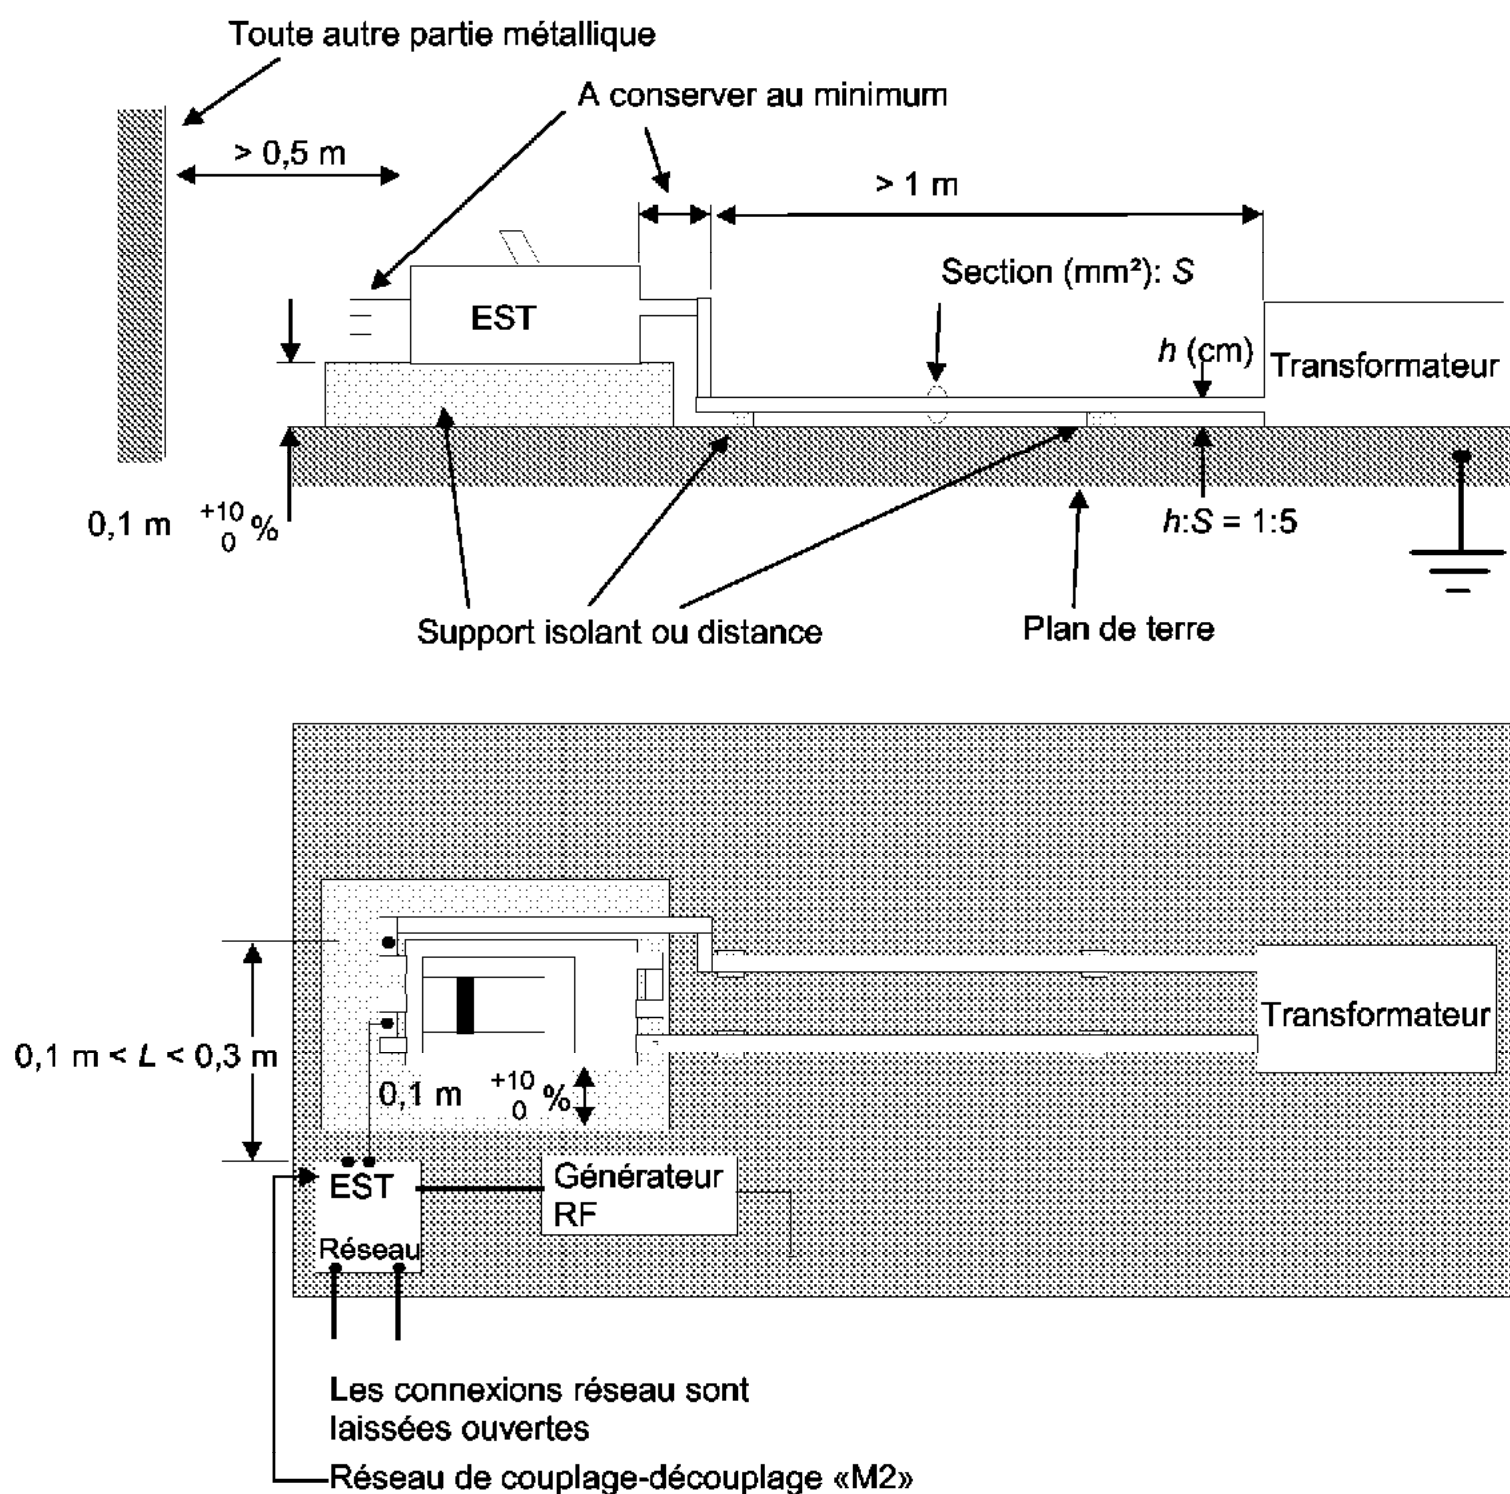 Toute autre partie métallique
A conserver au minimum
> 0,5 m
> 1 m
Section (mm²): S
EST
h (cm)
Transformateur
0,1 m +10 0 %
h:S = 1:5
Support isolant ou distance
Plan de terre
Transformateur
0,1 m < L < 0,3 m
0,1 m +10 0 %
EST
Générateur
RF
Réseau
Les connexions réseau sont
laissées ouvertes
Réseau de couplage-découplage «M2»